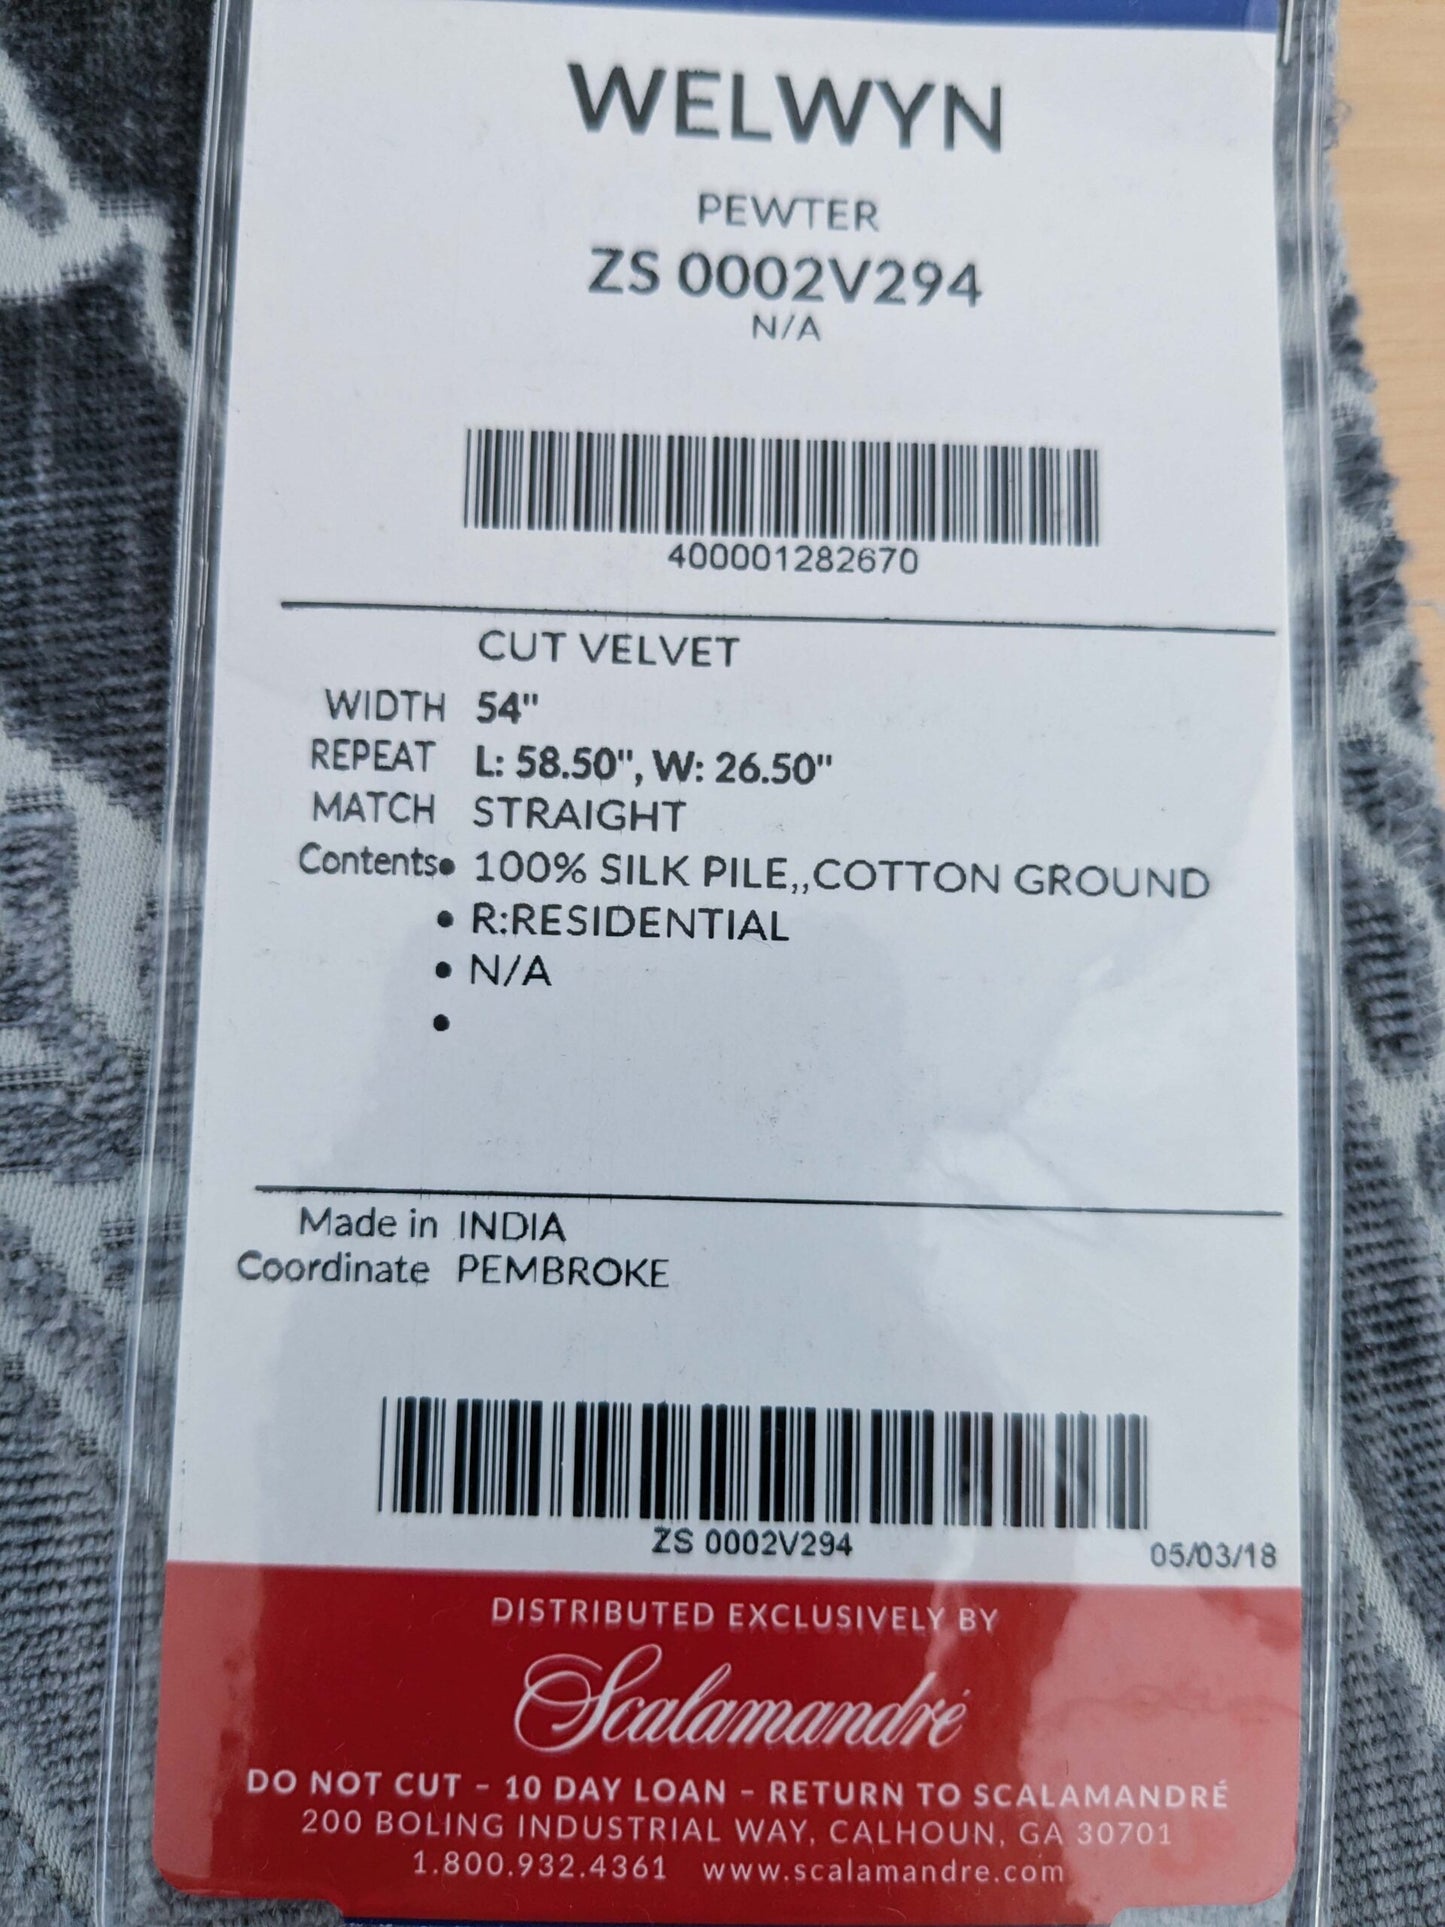 WELWYN
PEWTER
ZS 0002V294
N/A
400001282670
CUT VELVET
WIDTH 54"
REPEAT L: 58.50", W: 26.50"
MATCH STRAIGHT
Contents• 100% SILK PILE,,COTTON GROUND
• R:RESIDENTIAL
• N/A
•
Made in INDIA
Coordinate PEMBROKE
ZS 0002V294
05/03/18
DISTRIBUTED EXCLUSIVELY BY
Scalamandré
DO NOT CUT – 10 DAY LOAN – RETURN TO SCALAMANDRÉ
200 BOLING INDUSTRIAL WAY, CALHOUN, GA 30701
1.800.932.4361 www.scalamandre.com